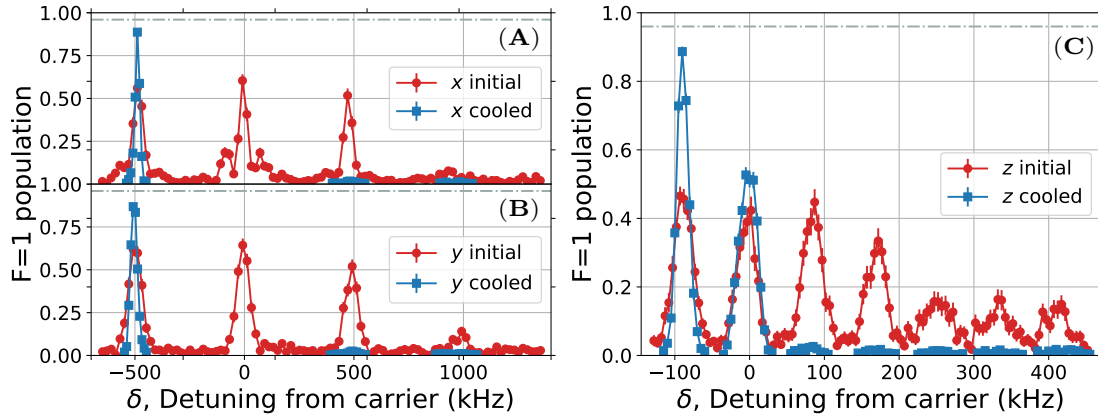 1.00
0.75
0.50
0.25
1.00
0.75
0.50
0.25
0.00
F=1 population
(A)
x initial
x cooled
(B)
y initial
y cooled
−500 0 500 1000
δ, Detuning from carrier (kHz)
1.0
0.8
0.6
0.4
0.2
0.0
F=1 population
(C)
z initial
z cooled
−100 0 100 200 300 400
δ, Detuning from carrier (kHz)